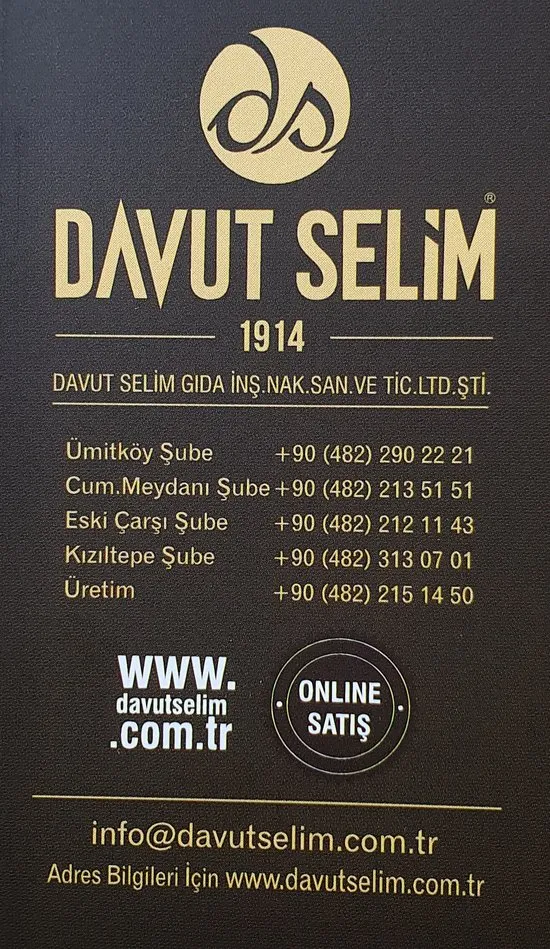 ds
DAVUT SELİM®
1914
DAVUT SELİM GIDA İNŞ.NAK.SAN.VE TİC.LTD.ŞTİ.
Ümitköy Şube +90 (482) 290 22 21
Cum.Meydanı Şube +90 (482) 213 51 51
Eski Çarşı Şube +90 (482) 212 11 43
Kızıltepe Şube +90 (482) 313 07 01
Üretim +90 (482) 215 14 50
www.
davutselim
.com.tr
ONLINE
SATIŞ
info@davutselim.com.tr
Adres Bilgileri İçin www.davutselim.com.tr